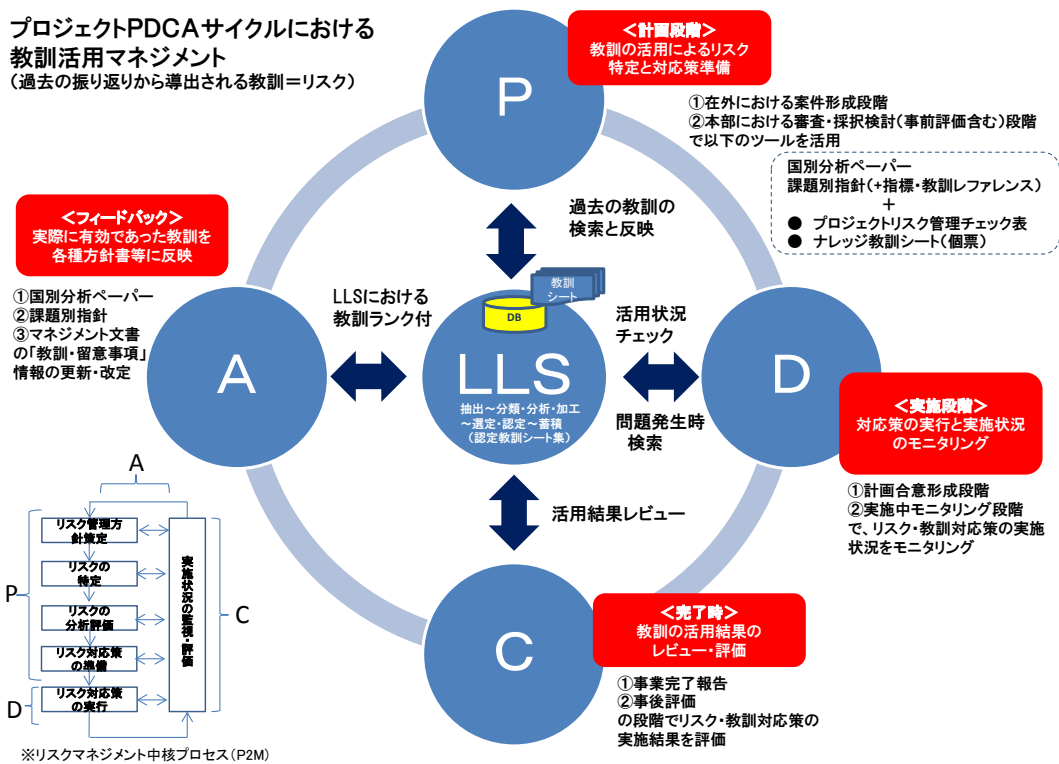 プロジェクトPDCAサイクルにおける
教訓活用マネジメント
(過去の振り返りから導出される教訓＝リスク)
P
＜計画段階＞
教訓の活用によるリスク
特定と対応策準備
①在外における案件形成段階
②本部における審査・採択検討(事前評価含む)段階
で以下のツールを活用
国別分析ペーパー
課題別指針(+指標・教訓レファレンス)
+
● プロジェクトリスク管理チェック表
● ナレッジ教訓シート(個票)
過去の教訓の
検索と反映
＜フィードバック＞
実際に有効であった教訓を
各種方針書等に反映
①国別分析ペーパー
②課題別指針
③マネジメント文書
の「教訓・留意事項」
情報の更新・改定
A
LLSにおける
教訓ランク付
教訓
シート
DB
LLS
抽出～分類・分析・加工
～選定・認定～蓄積
(認定教訓シート集)
活用状況
チェック
問題発生時
検索
D
＜実施段階＞
対応策の実行と実施状況
のモニタリング
①計画合意形成段階
②実施中モニタリング段階
で、リスク・教訓対応策の実施
状況をモニタリング
活用結果レビュー
C
＜完了時＞
教訓の活用結果の
レビュー・評価
①事業完了報告
②事後評価
の段階でリスク・教訓対応策の
実施結果を評価
A
リスク管理方
針策定
リスクの
特定
リスクの
分析評価
リスク対応策
の準備
リスク対応策
の実行
実施状況の監視・評価
P
C
D
※リスクマネジメント中核プロセス(P2M)